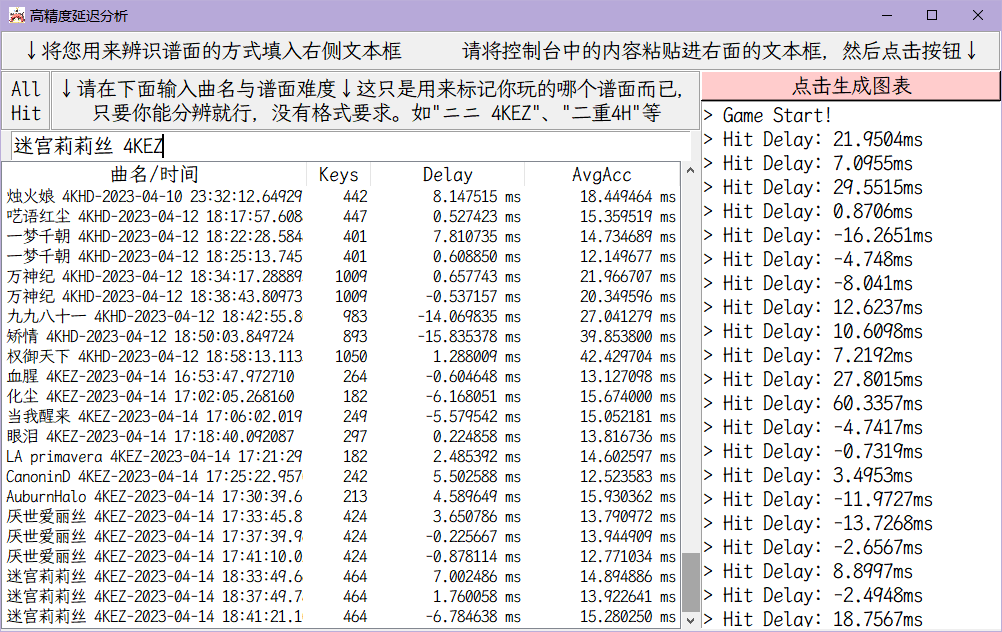 高精度延迟分析
↓将您用来辨识谱面的方式填入右侧文本框 请将控制台中的内容粘贴进右面的文本框，然后点击按钮↓
All
Hit
↓请在下面输入曲名与谱面难度↓这只是用来标记你玩的哪个谱面而已，
只要你能分辨就行，没有格式要求。如"ニニ 4KEZ"、"二重4H"等
迷宫莉莉丝 4KEZ
曲名/时间 Keys Delay AvgAcc
烛火娘 4KHD-2023-04-10 23:32:12.64929 442 8.147515 ms 18.449464 ms
呓语红尘 4KHD-2023-04-12 18:17:57.608 447 0.527423 ms 15.359519 ms
一梦千朝 4KHD-2023-04-12 18:22:28.584 401 7.810735 ms 14.734689 ms
一梦千朝 4KHD-2023-04-12 18:25:13.745 401 0.608850 ms 12.149677 ms
万神纪 4KHD-2023-04-12 18:34:17.28889 1009 0.657743 ms 21.966707 ms
万神纪 4KHD-2023-04-12 18:38:43.80973 1009 -0.537157 ms 20.349596 ms
九九八十一 4KHD-2023-04-12 18:42:55.8 983 -14.069835 ms 27.041279 ms
矫情 4KHD-2023-04-12 18:50:03.849724 893 -15.835378 ms 39.853800 ms
权御天下 4KHD-2023-04-12 18:58:13.113 1050 1.288009 ms 42.429704 ms
血腥 4KEZ-2023-04-14 16:53:47.972710 264 -0.604648 ms 13.127098 ms
化尘 4KEZ-2023-04-14 17:02:05.268160 182 -6.168051 ms 15.674000 ms
当我醒来 4KEZ-2023-04-14 17:06:02.019 249 -5.579542 ms 15.052181 ms
眼泪 4KEZ-2023-04-14 17:18:40.092087 297 0.224858 ms 13.816736 ms
LA primavera 4KEZ-2023-04-14 17:21:29 182 2.485392 ms 14.602597 ms
CanoninD 4KEZ-2023-04-14 17:25:22.957 242 5.502588 ms 12.523583 ms
AuburnHalo 4KEZ-2023-04-14 17:30:39.6 213 4.589649 ms 15.930362 ms
厌世爱丽丝 4KEZ-2023-04-14 17:33:45.8 424 3.650786 ms 13.790972 ms
厌世爱丽丝 4KEZ-2023-04-14 17:37:39.9 424 -0.225667 ms 13.944909 ms
厌世爱丽丝 4KEZ-2023-04-14 17:41:10.0 424 -0.878114 ms 12.771034 ms
迷宫莉莉丝 4KEZ-2023-04-14 18:33:49.6 464 7.002486 ms 14.894886 ms
迷宫莉莉丝 4KEZ-2023-04-14 18:37:49.7 464 1.760058 ms 13.922641 ms
迷宫莉莉丝 4KEZ-2023-04-14 18:41:21.1 464 -6.784638 ms 15.280250 ms
点击生成图表
> Game Start!
> Hit Delay: 21.9504ms
> Hit Delay: 7.0955ms
> Hit Delay: 29.5515ms
> Hit Delay: 0.8706ms
> Hit Delay: -16.2651ms
> Hit Delay: -4.748ms
> Hit Delay: -8.041ms
> Hit Delay: 12.6237ms
> Hit Delay: 10.6098ms
> Hit Delay: 7.2192ms
> Hit Delay: 27.8015ms
> Hit Delay: 60.3357ms
> Hit Delay: -4.7417ms
> Hit Delay: -0.7319ms
> Hit Delay: 3.4953ms
> Hit Delay: -11.9727ms
> Hit Delay: -13.7268ms
> Hit Delay: -2.6567ms
> Hit Delay: 8.8997ms
> Hit Delay: -2.4948ms
> Hit Delay: 18.7567ms